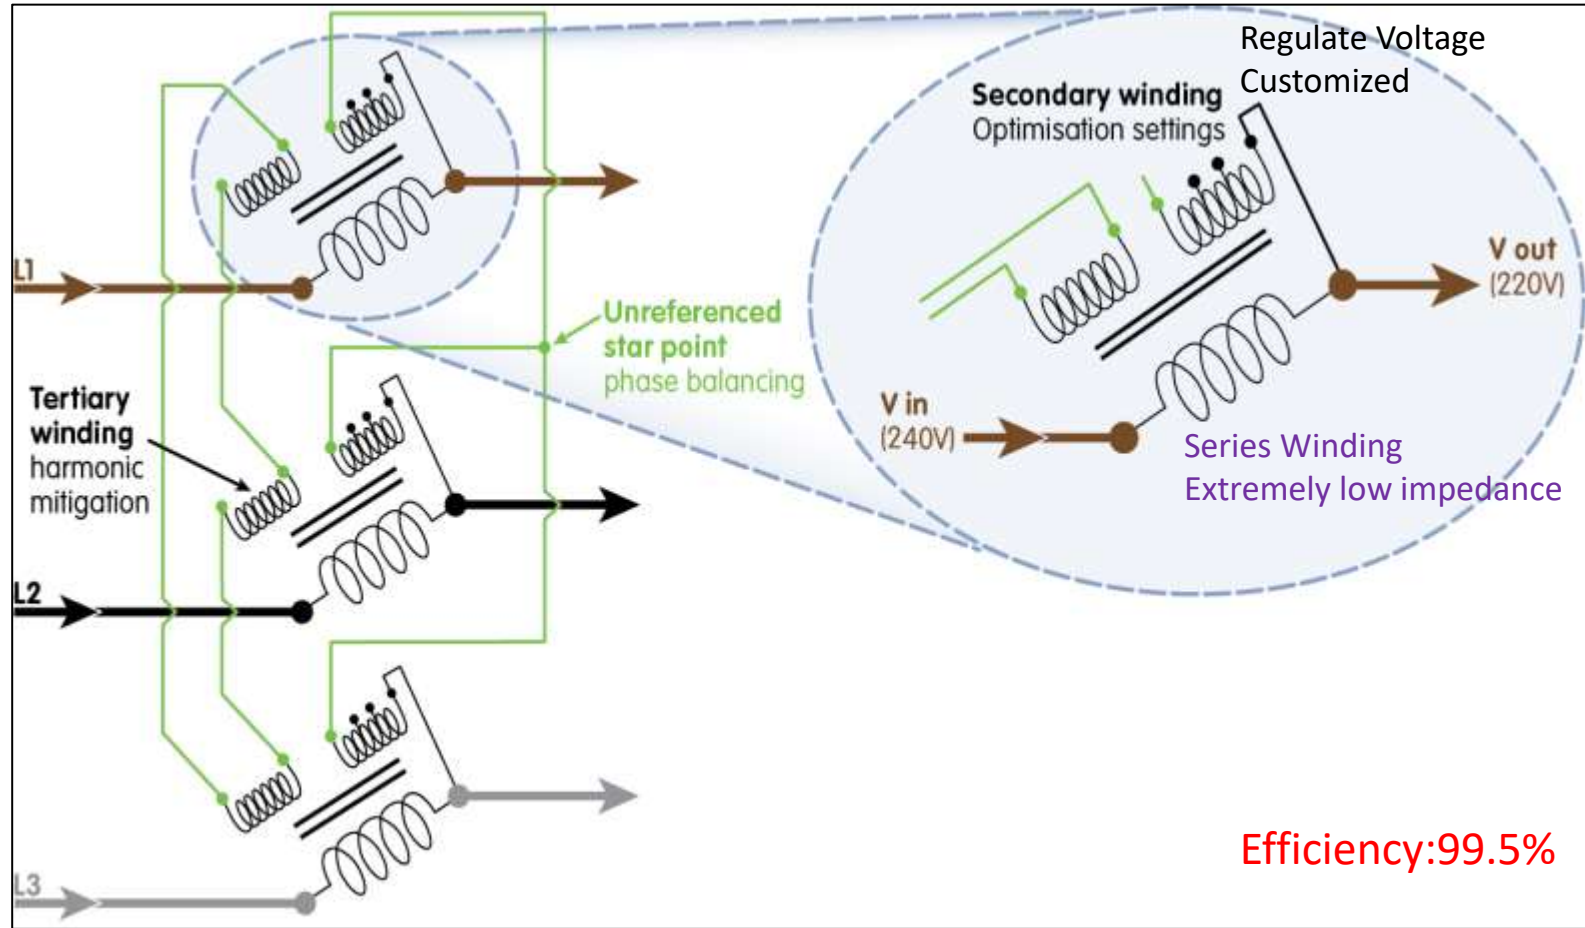 Regulate Voltage
Customized
Secondary winding
Optimisation settings
L1
V out
(220V)
Unreferenced
star point
phase balancing
Tertiary
winding
harmonic
mitigation
V in
(240V)
Series Winding
Extremely low impedance
L2
Efficiency:99.5%
L3